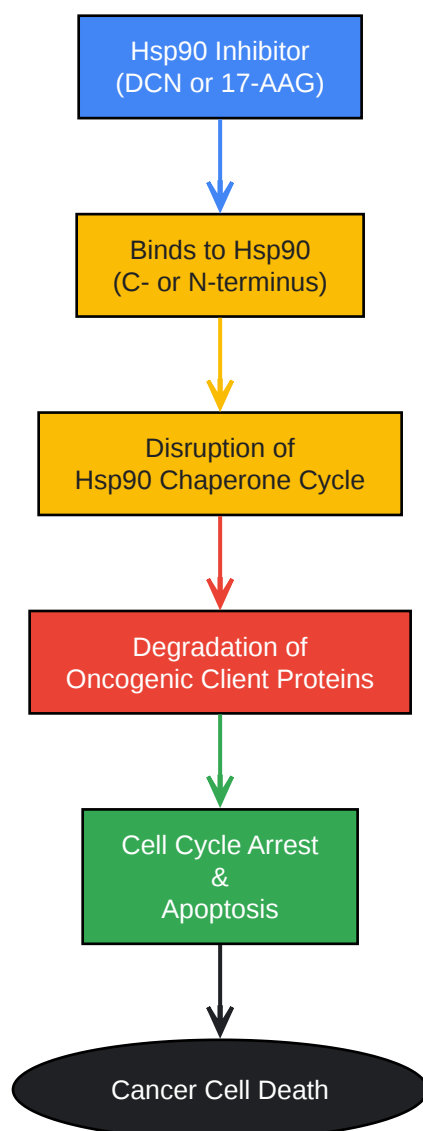 Hsp90 Inhibitor
(DCN or 17-AAG)
Binds to Hsp90
(C- or N-terminus)
Disruption of
Hsp90 Chaperone Cycle
Degradation of
Oncogenic Client Proteins
Cell Cycle Arrest
&
Apoptosis
Cancer Cell Death